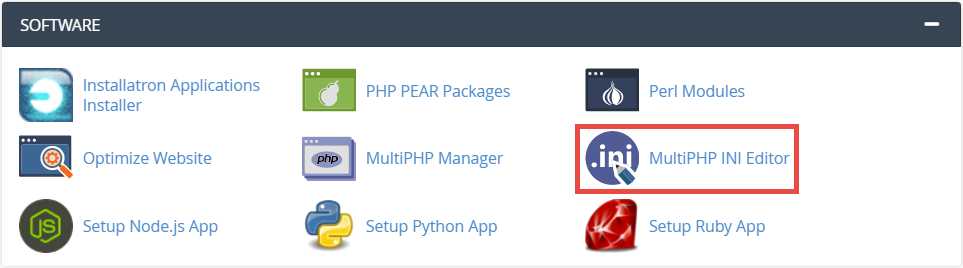 SOFTWARE
Installatron Applications
Installer
PHP PEAR Packages
Perl Modules
Optimize Website
php
MultiPHP Manager
.ini
MultiPHP INI Editor
JS
Setup Node.js App
Setup Python App
Setup Ruby App